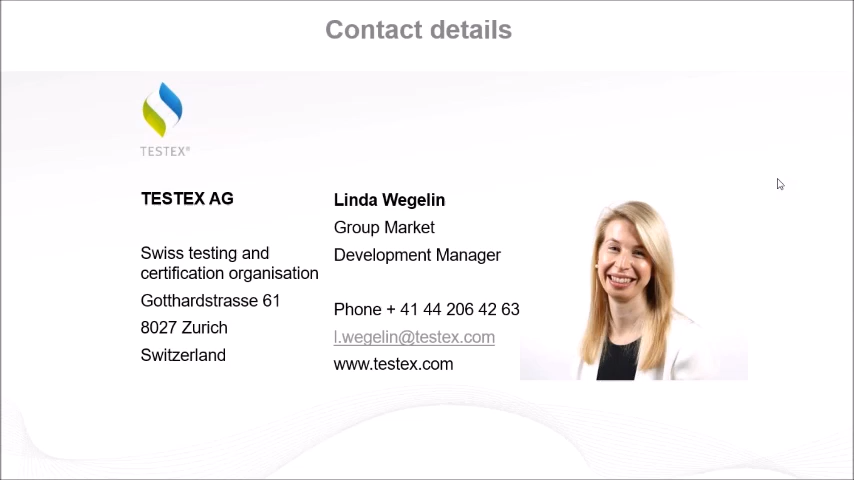 Contact details
TESTEX®
TESTEX AG
Swiss testing and
certification organisation
Gotthardstrasse 61
8027 Zurich
Switzerland
Linda Wegelin
Group Market
Development Manager
Phone + 41 44 206 42 63
l.wegelin@testex.com
www.testex.com